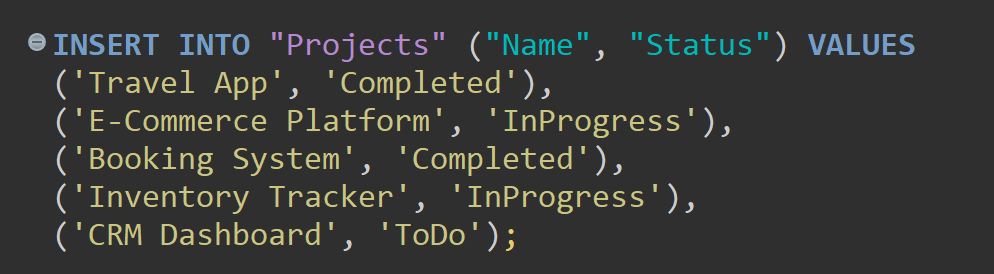 INSERT INTO "Projects" ("Name", "Status") VALUES
('Travel App', 'Completed'),
('E-Commerce Platform', 'InProgress'),
('Booking System', 'Completed'),
('Inventory Tracker', 'InProgress'),
('CRM Dashboard', 'ToDo');